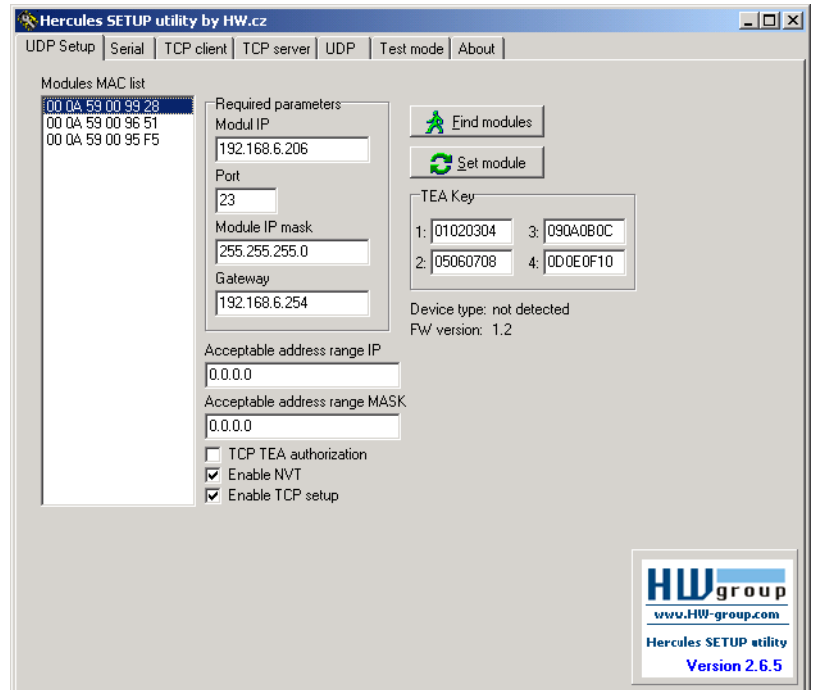 Hercules SETUP utility by HW.cz
UDP Setup Serial TCP client TCP server UDP Test mode About
Modules MAC list
00 0A 59 00 99 28
00 0A 59 00 96 51
00 0A 59 00 95 F5
Required parameters
Modul IP
192.168.6.206
Port
23
Module IP mask
255.255.255.0
Gateway
192.168.6.254
Acceptable address range IP
0.0.0.0
Acceptable address range MASK
0.0.0.0
TCP TEA authorization
Enable NVT
Enable TCP setup
Find modules
Set module
TEA Key
1: 01020304 3: 090A0B0C
2: 05060708 4: 0D0E0F10
Device type: not detected
FW version: 1.2
HWgroup
www.HW-group.com
Hercules SETUP utility
Version 2.6.5